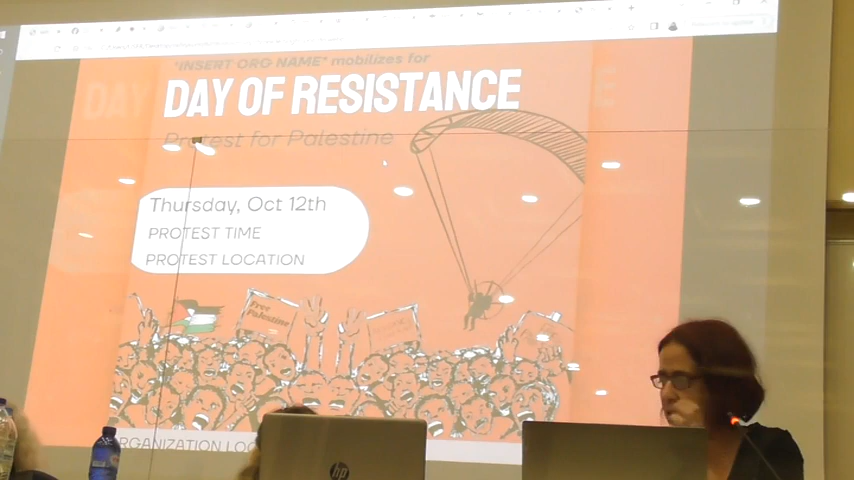 *INSERT ORG NAME* mobilizes for
DAY OF RESISTANCE
Protest for Palestine
Thursday, Oct 12th
PROTEST TIME
PROTEST LOCATION
Free
Palestine
hp